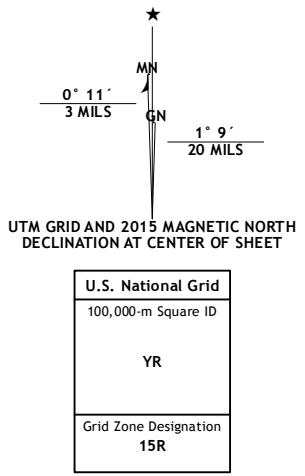 ★
MN
0° 11´
3 MILS
GN
1° 9´
20 MILS
UTM GRID AND 2015 MAGNETIC NORTH
DECLINATION AT CENTER OF SHEET
U.S. National Grid
100,000-m Square ID
YR
Grid Zone Designation
15R